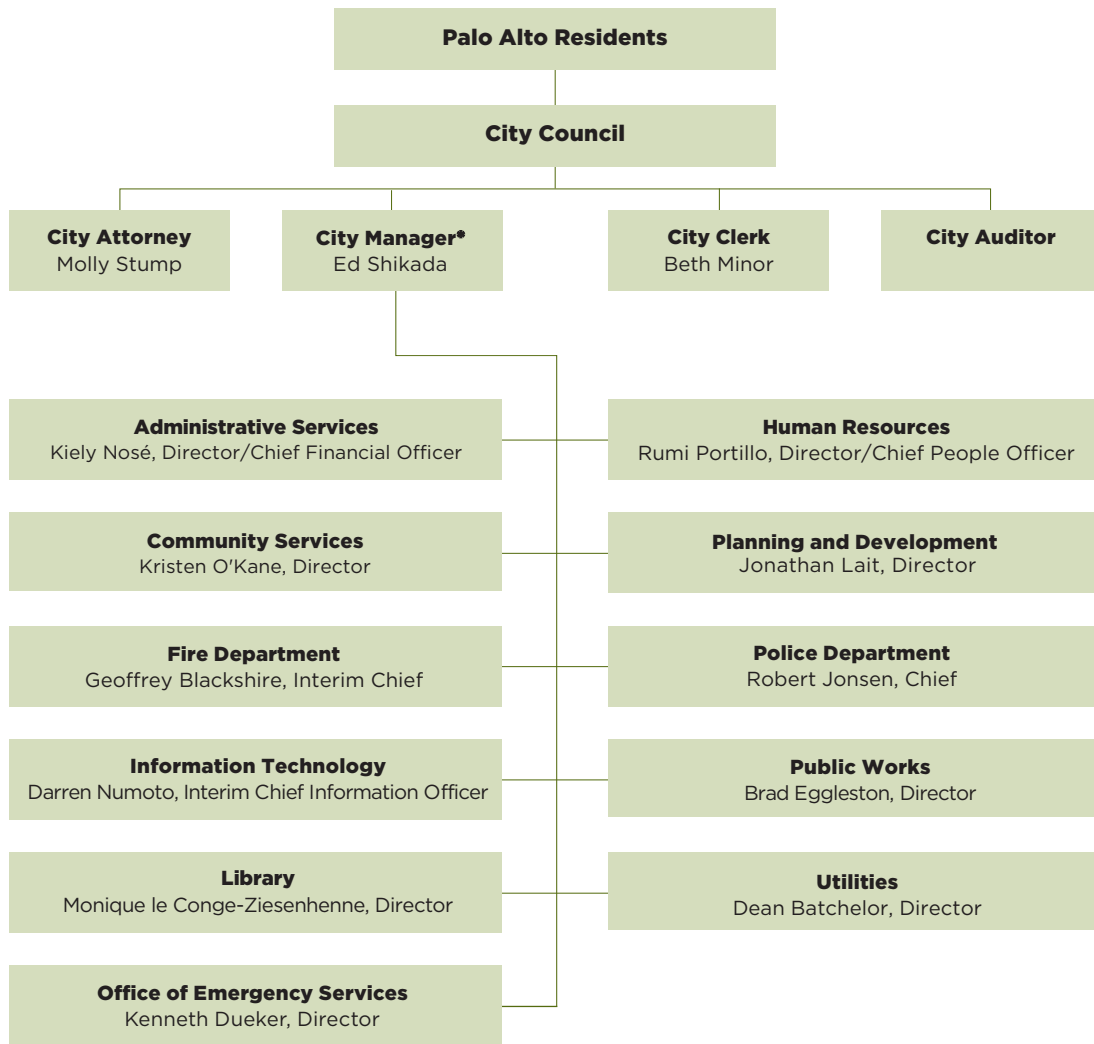 Palo Alto Residents
City Council
City Attorney
Molly Stump
City Manager*
Ed Shikada
City Clerk
Beth Minor
City Auditor
Administrative Services
Kiely Nosé, Director/Chief Financial Officer
Human Resources
Rumi Portillo, Director/Chief People Officer
Community Services
Kristen O'Kane, Director
Planning and Development
Jonathan Lait, Director
Fire Department
Geoffrey Blackshire, Interim Chief
Police Department
Robert Jonsen, Chief
Information Technology
Darren Numoto, Interim Chief Information Officer
Public Works
Brad Eggleston, Director
Library
Monique le Conge-Ziesenhenne, Director
Utilities
Dean Batchelor, Director
Office of Emergency Services
Kenneth Dueker, Director